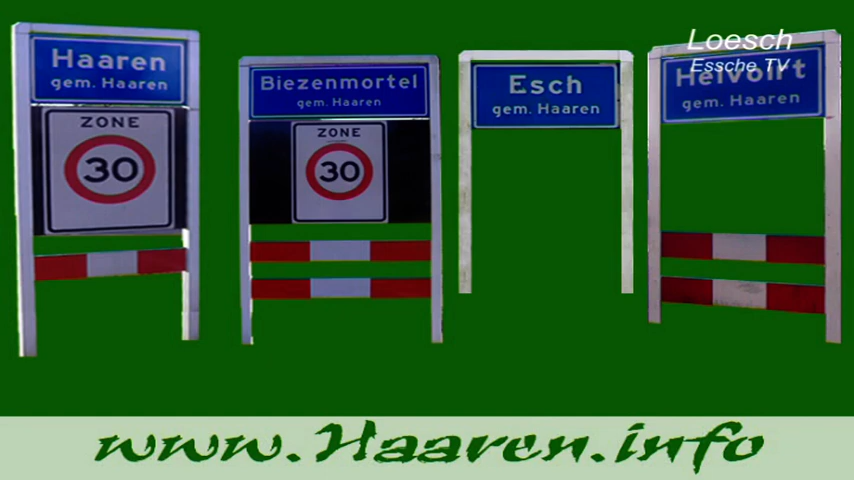 Haaren
gem. Haaren
ZONE
30
Biezenmortel
gem. Haaren
ZONE
30
Esch
gem. Haaren
Loesch
Essche TV
Helvoirt
gem. Haaren
www.Haaren.info